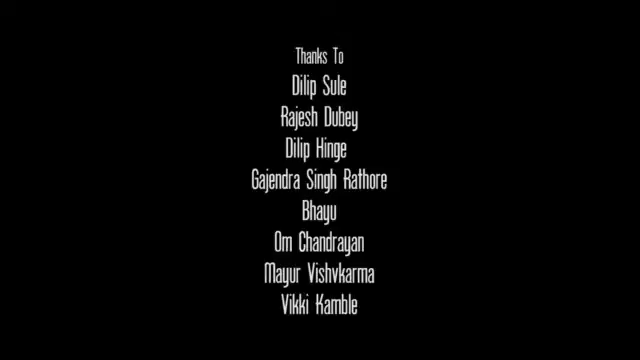 Thanks To
Dilip Sule
Rajesh Dubey
Dilip Hinge
Gajendra Singh Rathore
Bhayu
Om Chandrayan
Mayur Vishvkarma
Vikki Kamble